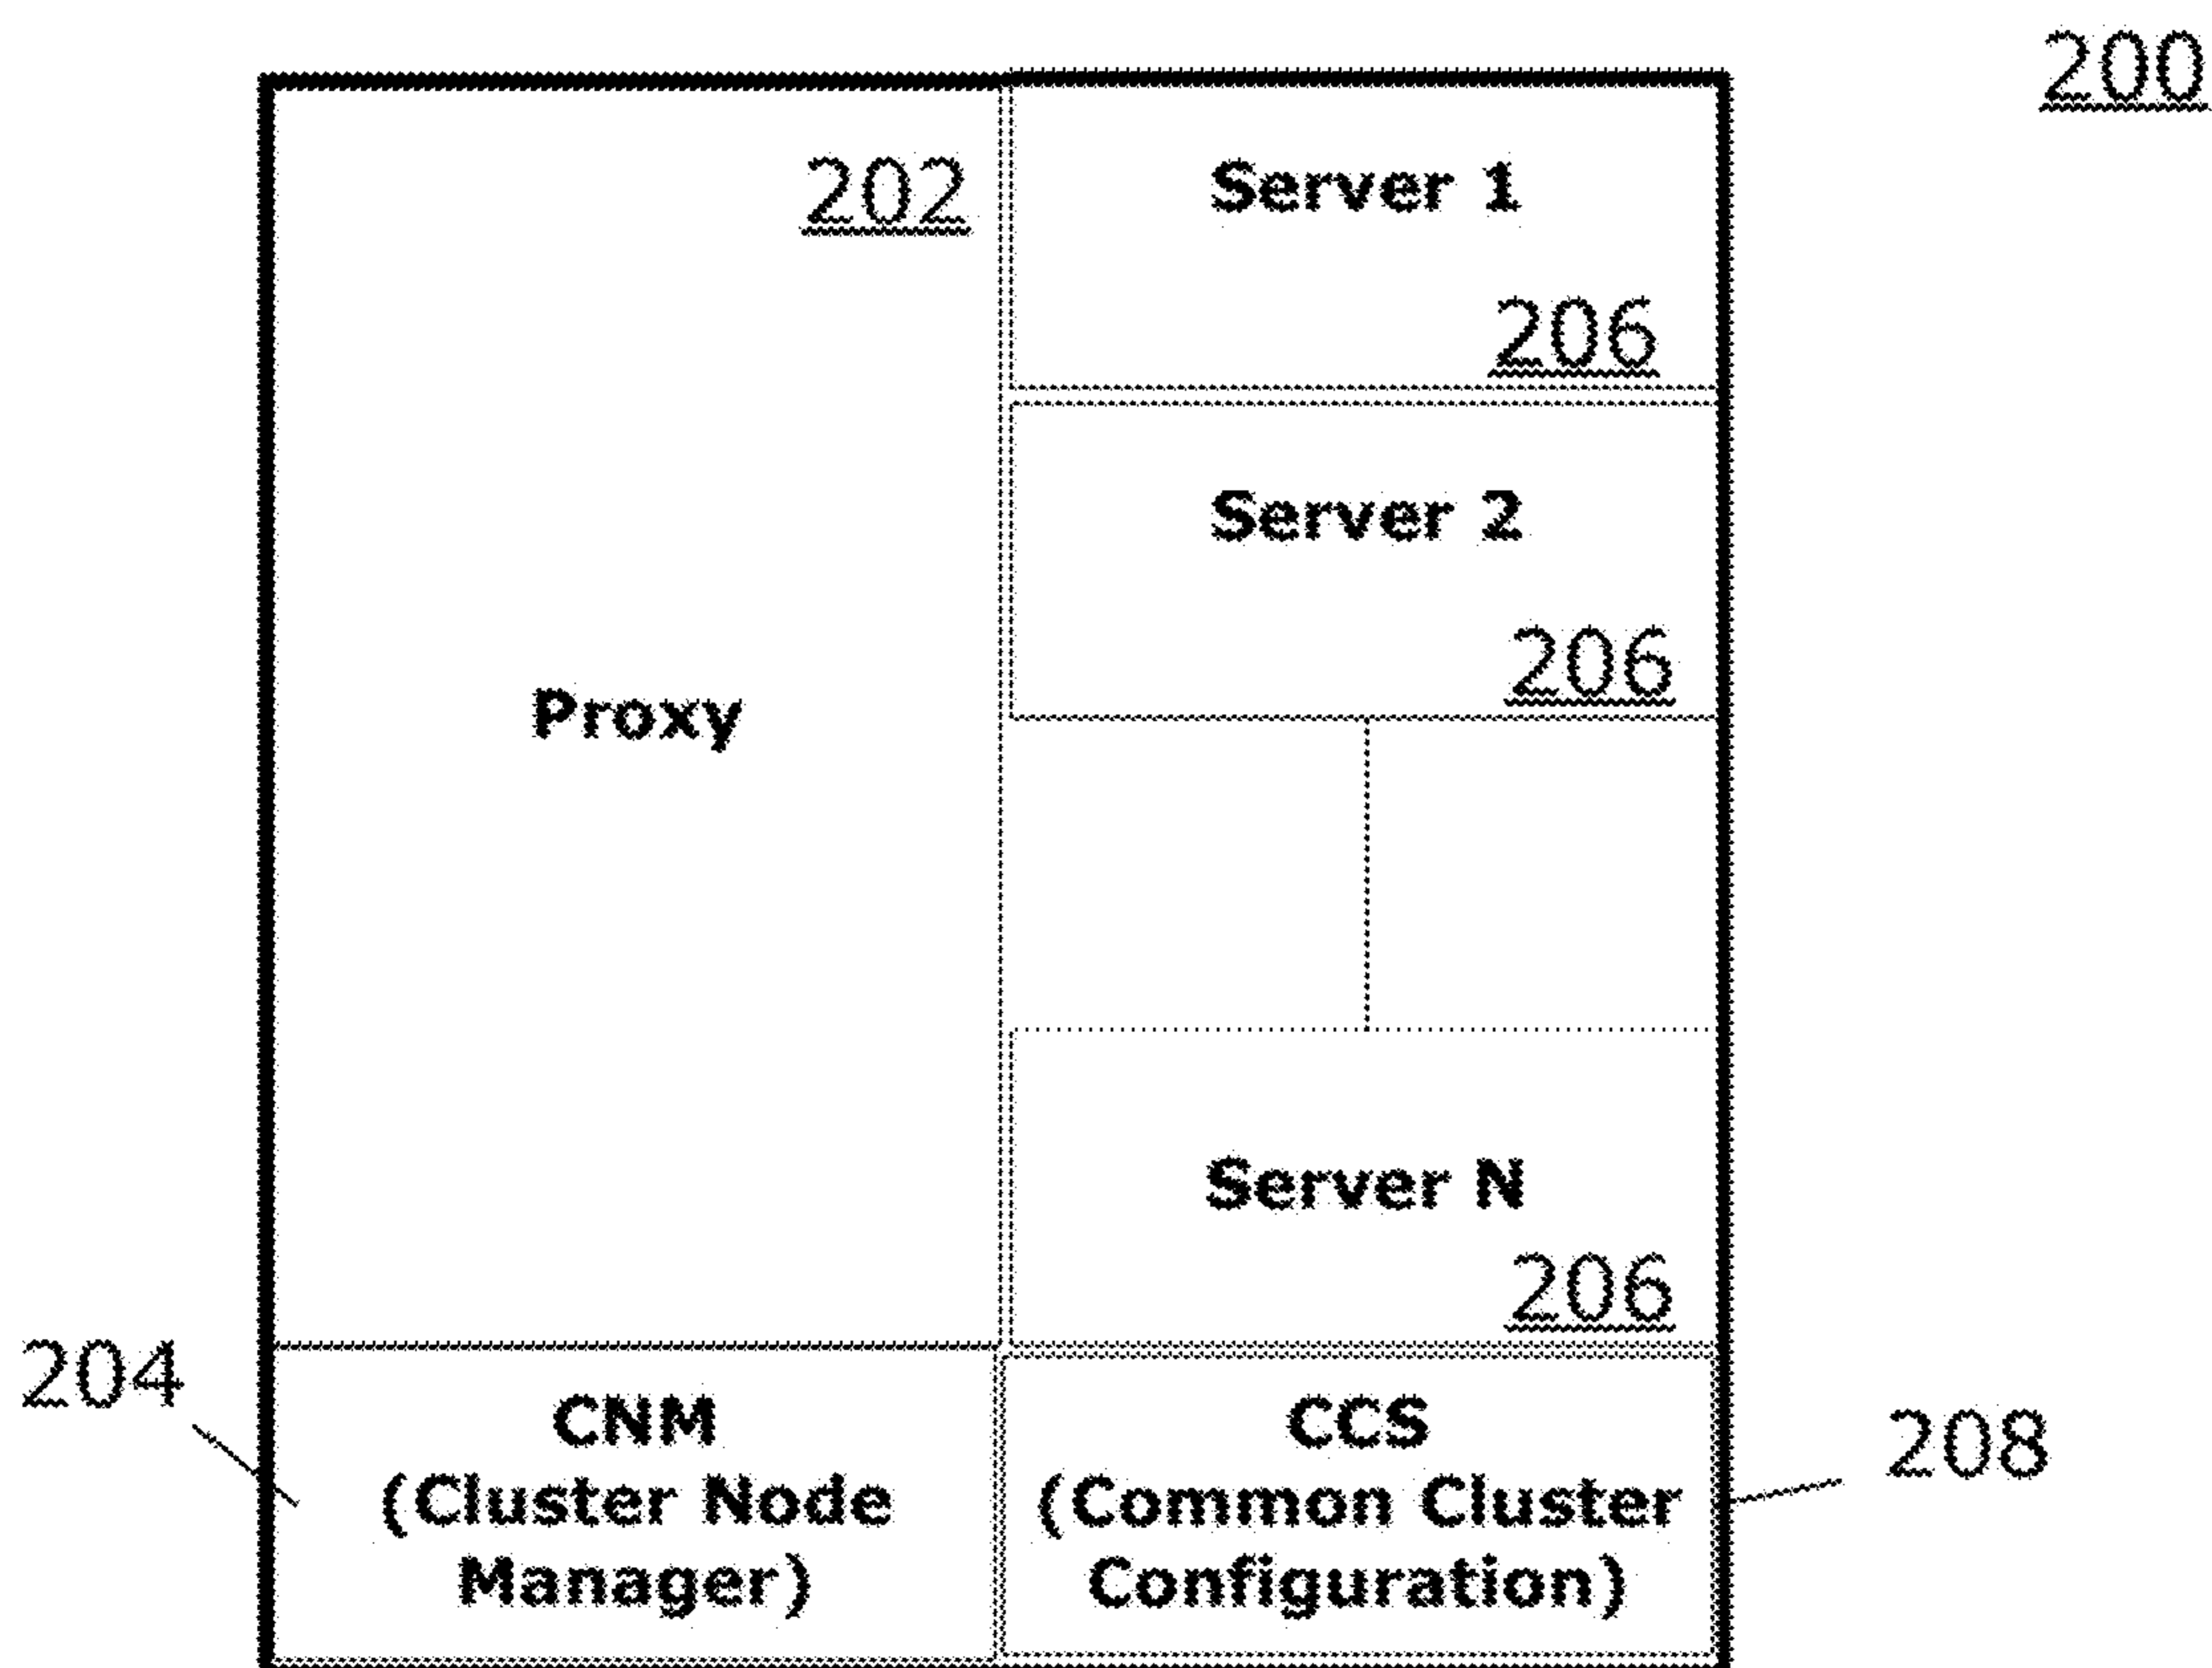 200
202
Server 1
206
Server 2
206
Proxy
Server N
206
204
CNM
(Cluster Node
Manager)
CCS
(Common Cluster
Configuration)
208